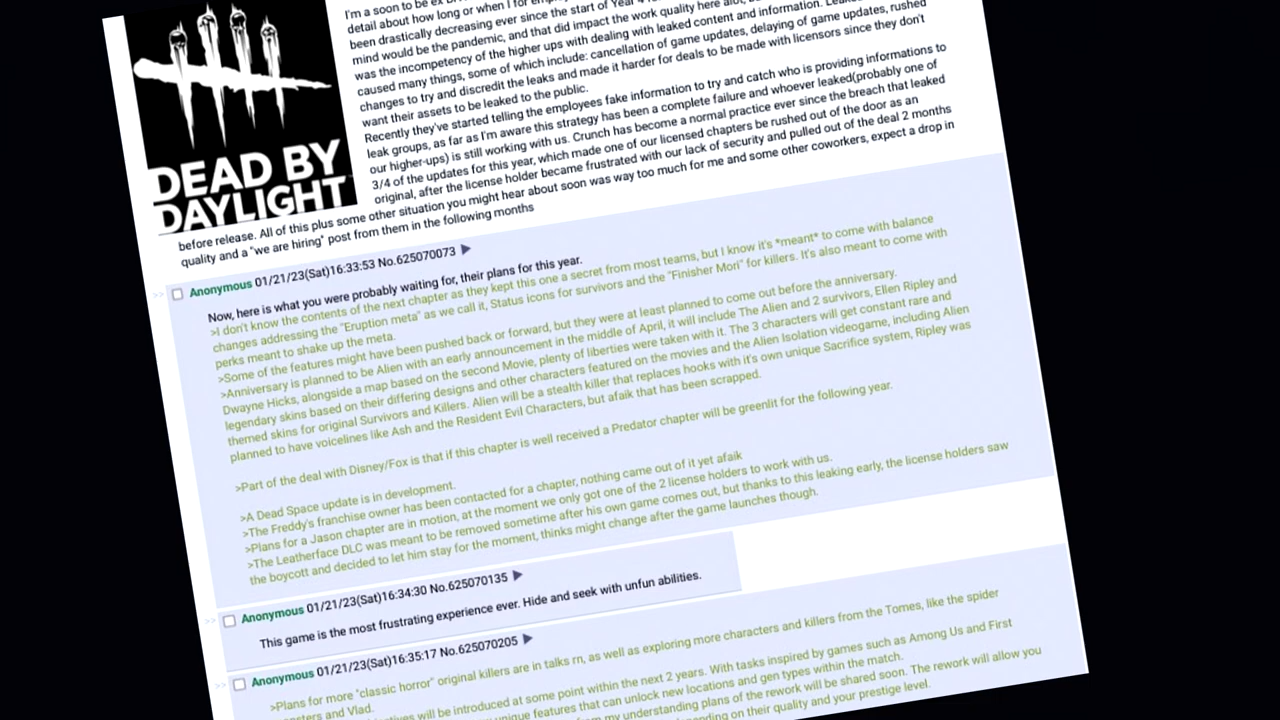 DEAD BY
DAYLIGHT
I'm a soon to be ex
detail about how long or when I for
been drastically decreasing ever since the start of Year
mind would be the pandemic, and that did impact the work quality here alot,
was the incompetency of the higher ups with dealing with leaked content and information.
caused many things, some of which include: cancellation of game updates, delaying of game updates, rushed
changes to try and discredit the leaks and made it harder for deals to be made with licensors since they don't
want their assets to be leaked to the public.
Recently they've started telling the employees fake information to try and catch who is providing informations to
leak groups, as far as I'm aware this strategy has been a complete failure and whoever leaked(probably one of
our higher-ups) is still working with us. Crunch has become a normal practice ever since the breach that leaked
3/4 of the updates for this year, which made one of our licensed chapters be rushed out of the door as an
original, after the license holder became frustrated with our lack of security and pulled out of the deal 2 months
before release. All of this plus some other situation you might hear about soon was way too much for me and some other coworkers, expect a drop in
quality and a "we are hiring" post from them in the following months
Anonymous 01/21/23(Sat)16:33:53 No.625070073 ▶
Now, here is what you were probably waiting for, their plans for this year.
>I don't know the contents of the next chapter as they kept this one a secret from most teams, but I know it's *meant* to come with balance
changes addressing the "Eruption meta" as we call it, Status icons for survivors and the "Finisher Mori" for killers. It's also meant to come with
perks meant to shake up the meta.
>Some of the features might have been pushed back or forward, but they were at least planned to come out before the anniversary.
>Anniversary is planned to be Alien with an early announcement in the middle of April, it will include The Alien and 2 survivors, Ellen Ripley and
Dwayne Hicks, alongside a map based on the second Movie, plenty of liberties were taken with it. The 3 characters will get constant rare and
legendary skins based on their differing designs and other characters featured on the movies and the Alien Isolation videogame, including Alien
themed skins for original Survivors and Killers. Alien will be a stealth killer that replaces hooks with it's own unique Sacrifice system, Ripley was
planned to have voicelines like Ash and the Resident Evil Characters, but afaik that has been scrapped.
>Part of the deal with Disney/Fox is that if this chapter is well received a Predator chapter will be greenlit for the following year.
>A Dead Space update is in development.
>The Freddy's franchise owner has been contacted for a chapter, nothing came out of it yet afaik
>Plans for a Jason chapter are in motion, at the moment we only got one of the 2 license holders to work with us.
>The Leatherface DLC was meant to be removed sometime after his own game comes out, but thanks to this leaking early, the license holders saw
the boycott and decided to let him stay for the moment, thinks might change after the game launches though.
Anonymous 01/21/23(Sat)16:34:30 No.625070135 ▶
This game is the most frustrating experience ever. Hide and seek with unfun abilities.
Anonymous 01/21/23(Sat)16:35:17 No.625070205 ▶
>Plans for more "classic horror" original killers are in talks rn, as well as exploring more characters and killers from the Tomes, like the spider
and Vlad.
will be introduced at some point within the next 2 years. With tasks inspired by games such as Among Us and First
unique features that can unlock new locations and gen types within the match.
my understanding plans of the rework will be shared soon. The rework will allow you
on their quality and your prestige level.